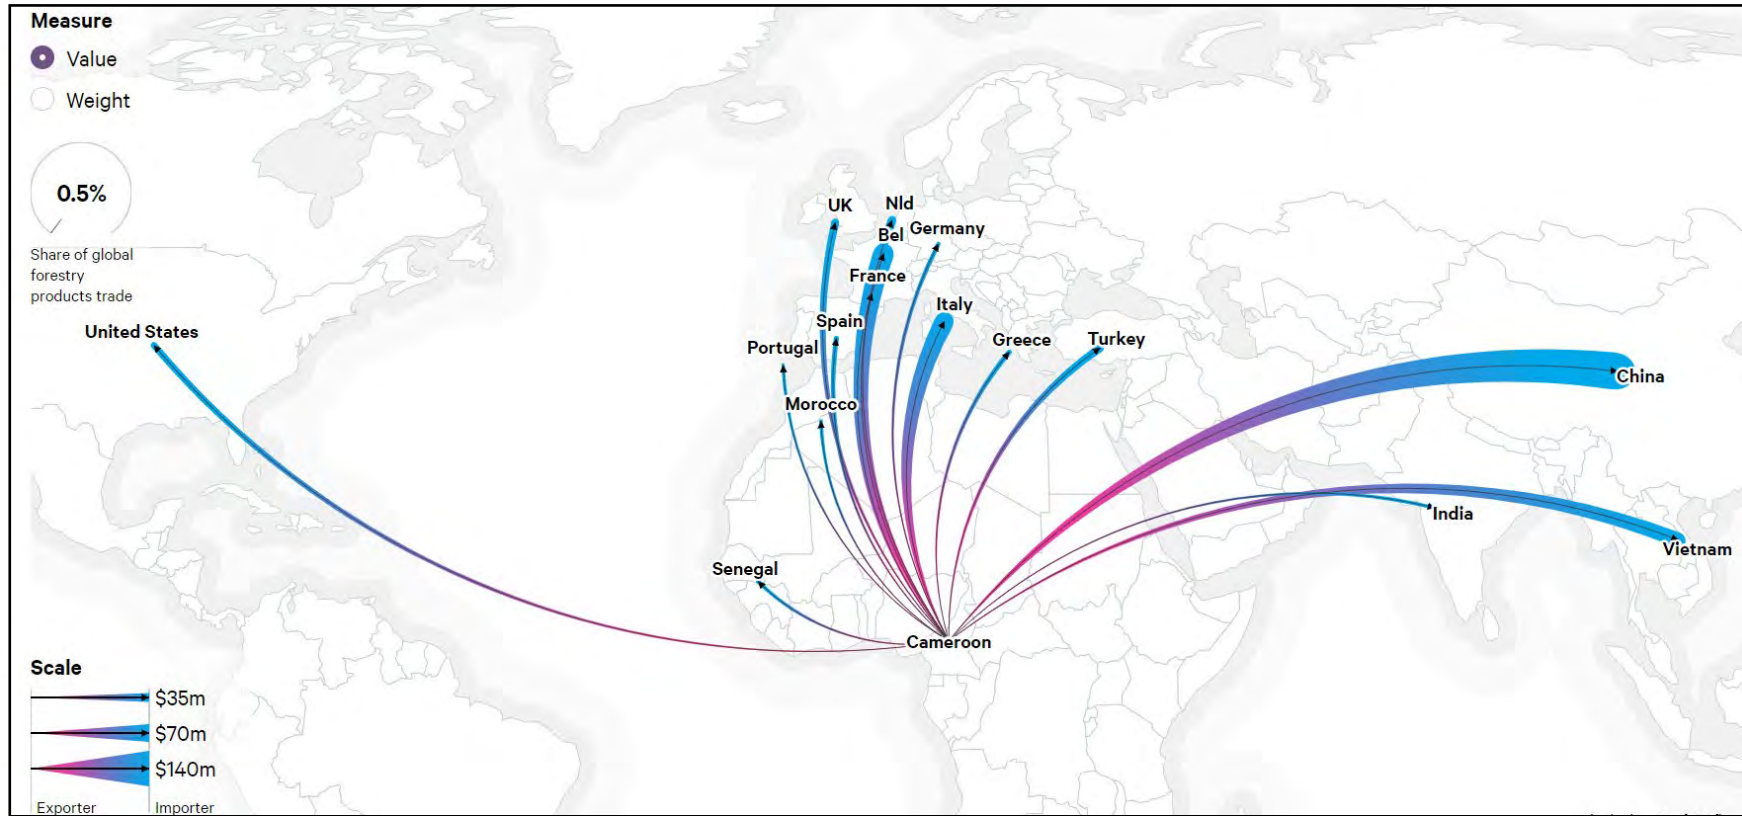 Measure
Value
Weight
0.5%
Share of global
forestry
products trade
United States
UK
Nld
Bel
Germany
France
Italy
Spain
Portugal
Greece
Turkey
Morocco
China
India
Vietnam
Senegal
Cameroon
Scale
$35m
$70m
$140m
Exporter
Importer